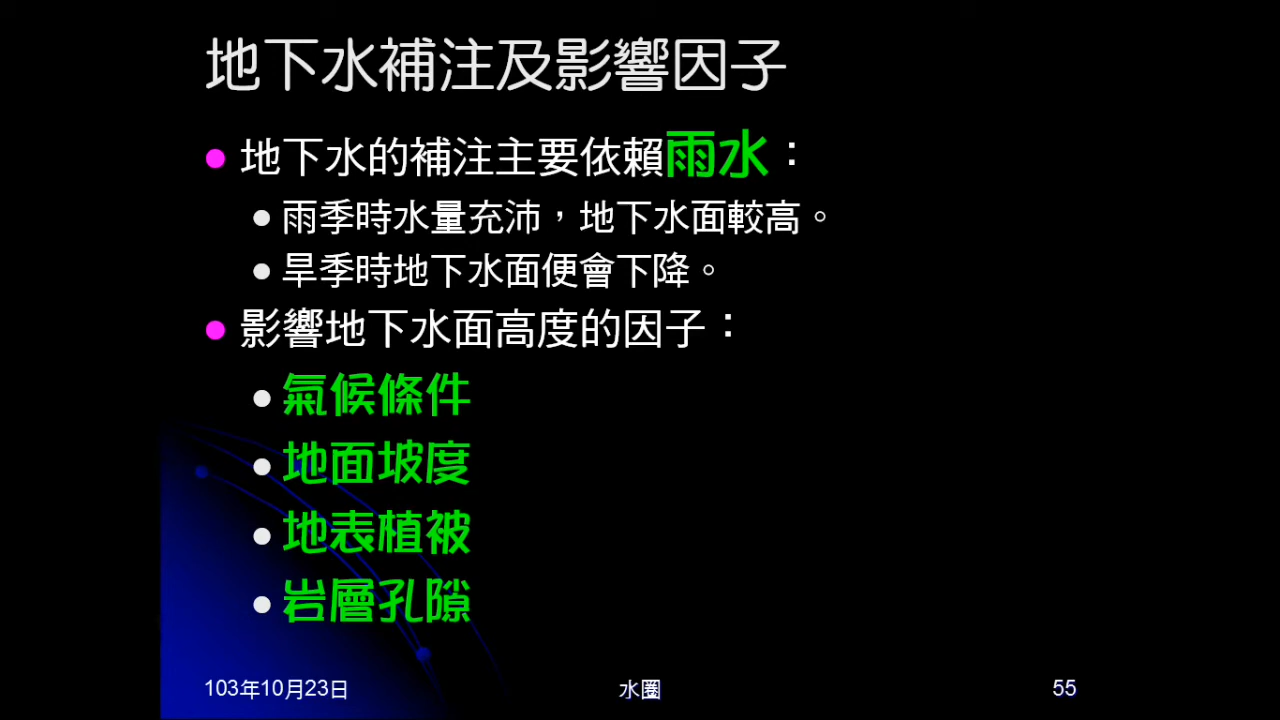 地下水補注及影響因子
地下水的補注主要依賴雨水：
雨季時水量充沛，地下水面較高。
旱季時地下水面便會下降。
影響地下水面高度的因子：
氣候條件
地面坡度
地表植被
岩層孔隙
103年10月23日
水圈
55